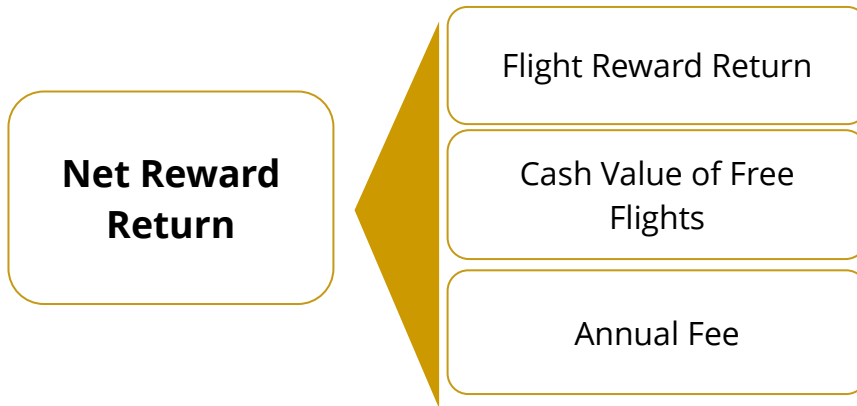 Net Reward
Return
Flight Reward Return
Cash Value of Free
Flights
Annual Fee